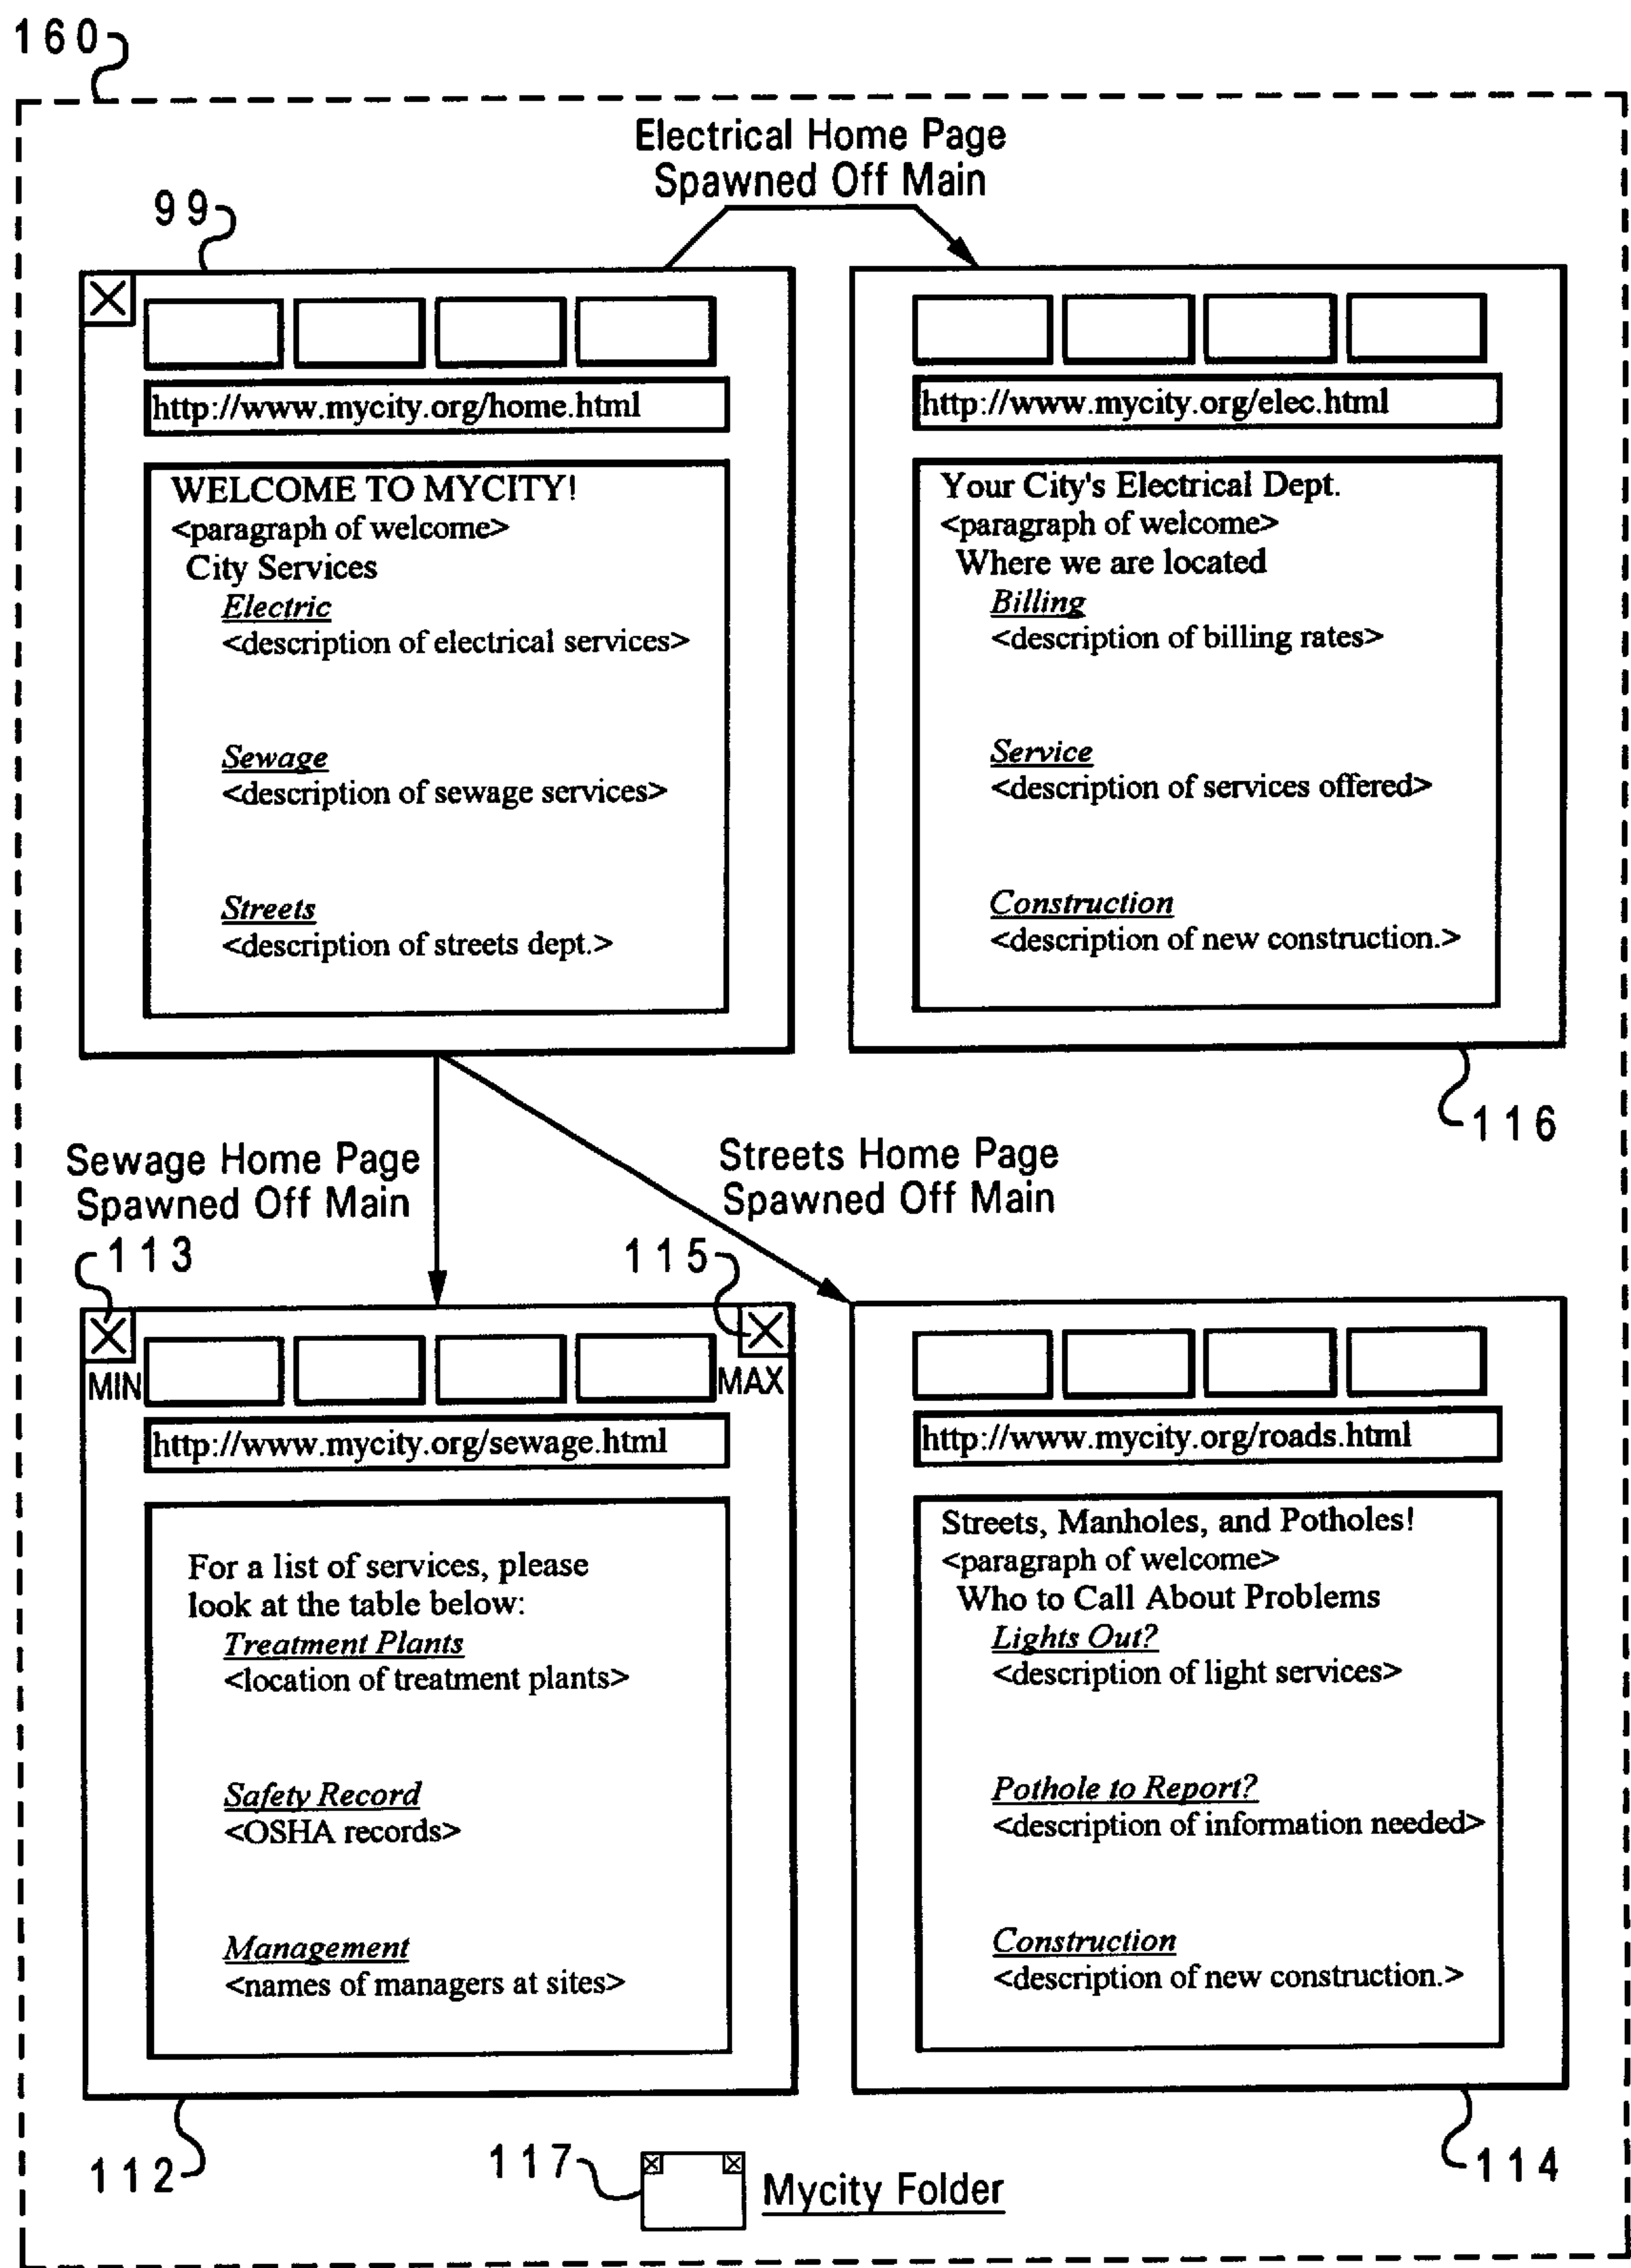 160
Electrical Home Page
Spawned Off Main
99
http://www.mycity.org/home.html
WELCOME TO MYCITY!
<paragraph of welcome>
City Services
Electric
<description of electrical services>
Sewage
<description of sewage services>
Streets
<description of streets dept.>
http://www.mycity.org/elec.html
Your City's Electrical Dept.
<paragraph of welcome>
Where we are located
Billing
<description of billing rates>
Service
<description of services offered>
Construction
<description of new construction.>
116
Sewage Home Page
Spawned Off Main
Streets Home Page
Spawned Off Main
113
115
MIN
MAX
http://www.mycity.org/sewage.html
For a list of services, please
look at the table below:
Treatment Plants
<location of treatment plants>
Safety Record
<OSHA records>
Management
<names of managers at sites>
112
http://www.mycity.org/roads.html
Streets, Manholes, and Potholes!
<paragraph of welcome>
Who to Call About Problems
Lights Out?
<description of light services>
Pothole to Report?
<description of information needed>
Construction
<description of new construction.>
114
117
Mycity Folder